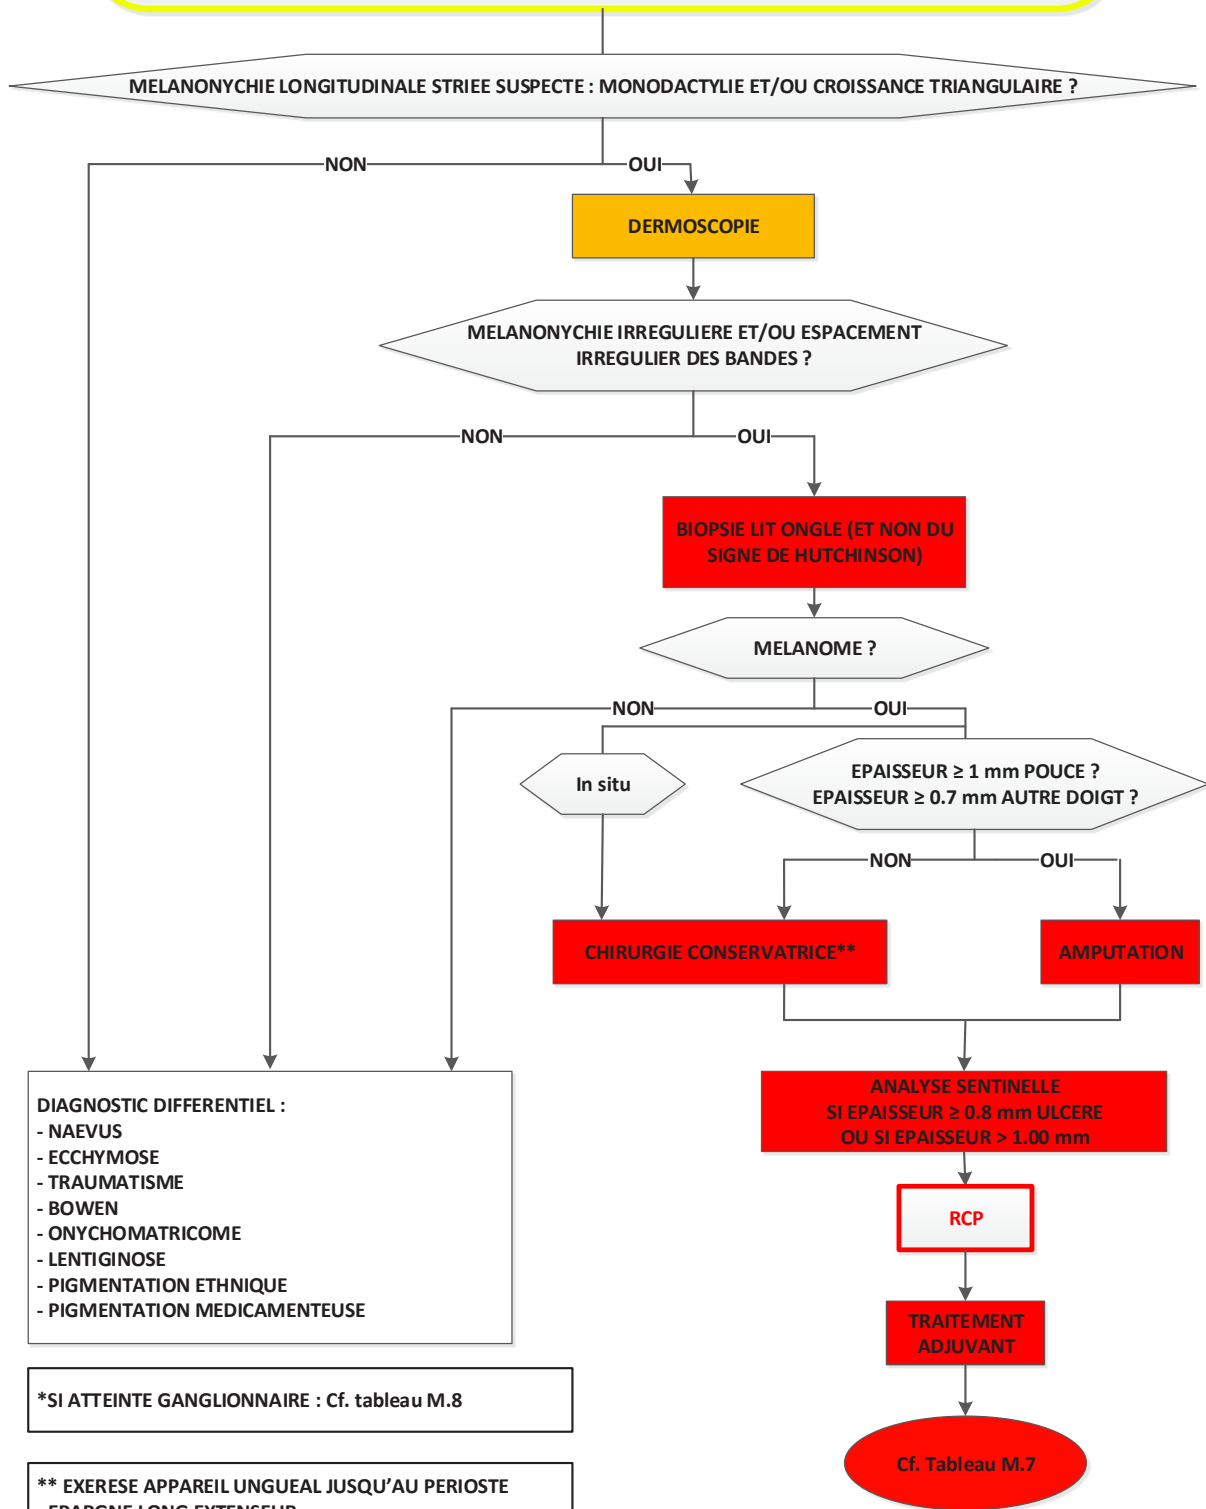 MELANONYCHIE LONGITUDINALE STRIEE SUSPECTE : MONODACTYLIE ET/OU CROISSANCE TRIANGULAIRE ?
NON
OUI
DERMOSCOPIE
MELANONYCHIE IRREGULIERE ET/OU ESPACEMENT
IRREGULIER DES BANDES ?
NON
OUI
BIOPSIE LIT ONGLE (ET NON DU
SIGNE DE HUTCHINSON)
MELANOME ?
NON
OUI
In situ
EPAISSEUR ≥ 1 mm POUCE ?
EPAISSEUR ≥ 0.7 mm AUTRE DOIGT ?
NON
OUI
CHIRURGIE CONSERVATRICE**
AMPUTATION
ANALYSE SENTINELLE
SI EPAISSEUR ≥ 0.8 mm ULCERE
OU SI EPAISSEUR > 1.00 mm
RCP
TRAITEMENT
ADJUVANT
Cf. Tableau M.7
DIAGNOSTIC DIFFERENTIEL :
- NAEVUS
- ECCHYMOSE
- TRAUMATISME
- BOWEN
- ONYCHOMATRICOME
- LENTIGINOSE
- PIGMENTATION ETHNIQUE
- PIGMENTATION MEDICAMENTEUSE
*SI ATTEINTE GANGLIONNAIRE : Cf. tableau M.8
** EXERESE APPAREIL UNGUEAL JUSQU'AU PERIOSTE
EPARGNE LONG EXTENSEUR